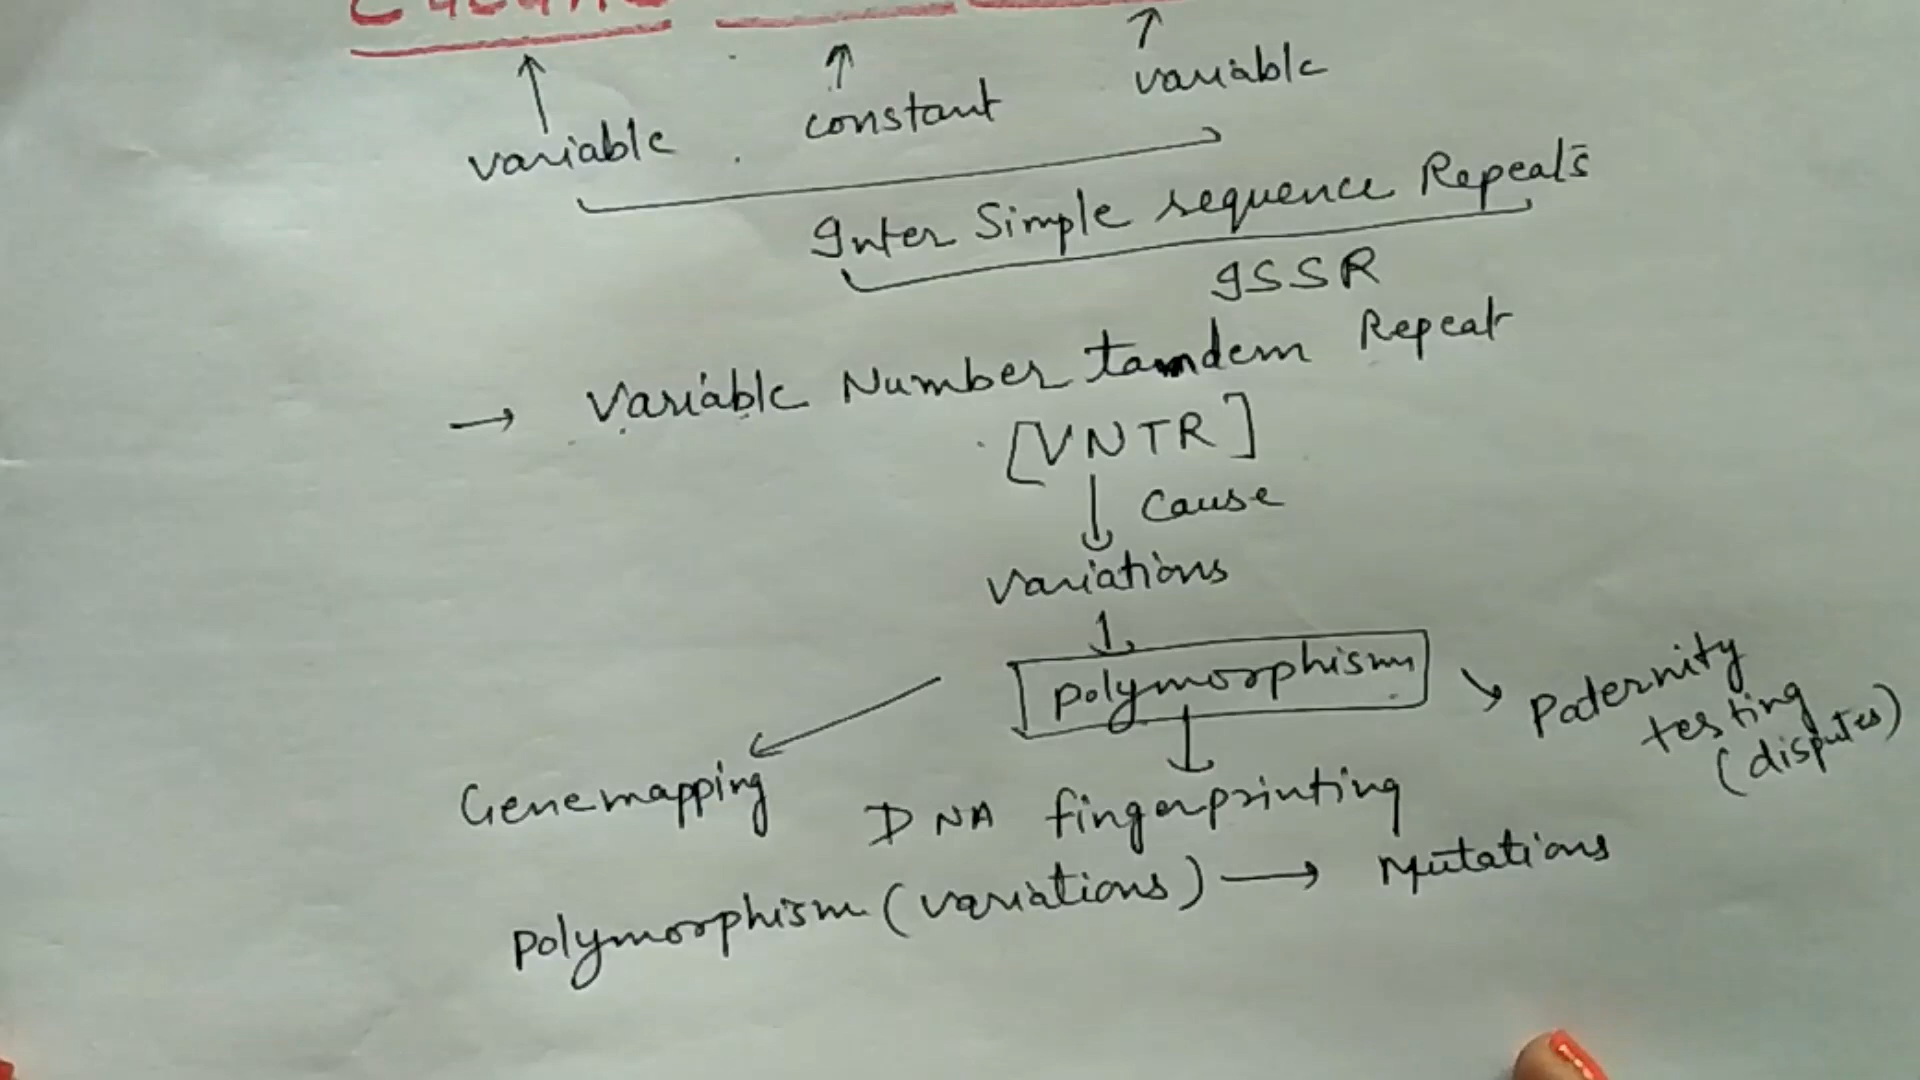 variable constant variable
Inter Simple sequence Repeats
ISSR
→ Variable Number tamdem Repeat
[VNTR]
Cause
variations
polymorphism
Paternity
testing
(disputes)
Genemapping
DNA fingerprinting
polymorphism (variations) → Mutations